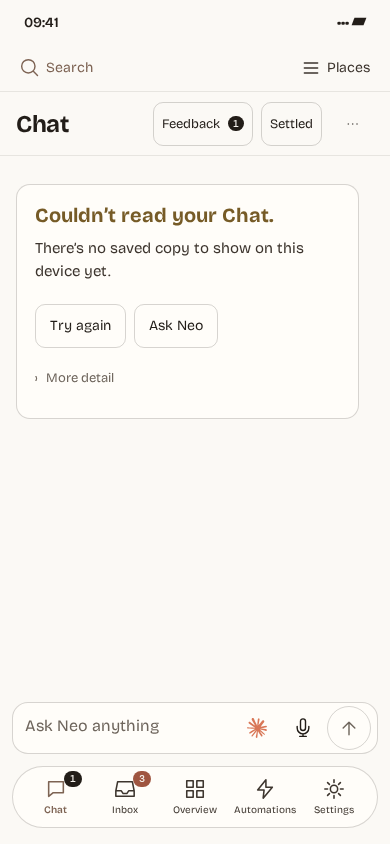 09:41
Search
Places
Chat
Feedback 1
Settled
...
Couldn’t read your Chat.
There’s no saved copy to show on this
device yet.
Try again
Ask Neo
› More detail
Ask Neo anything
1
3
Chat
Inbox
Overview
Automations
Settings